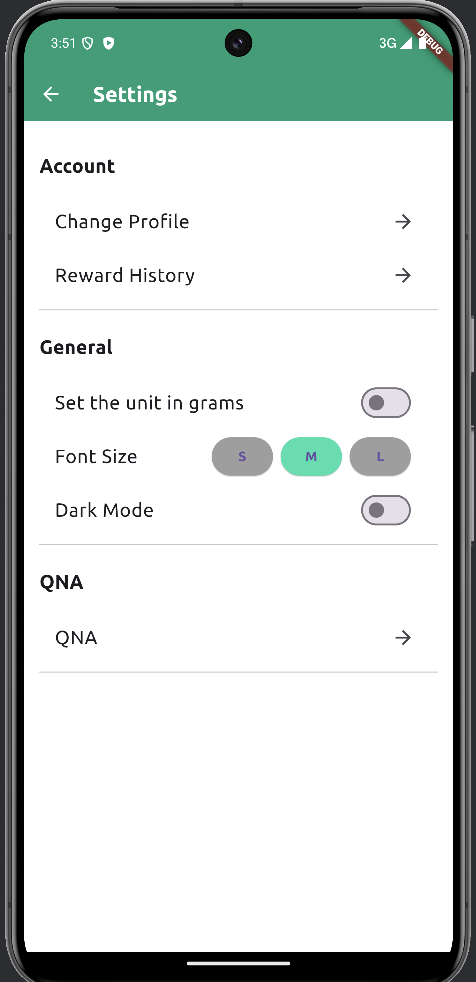 3:51 3G DEBUG
Settings
Account
Change Profile
Reward History
General
Set the unit in grams
Font Size S M L
Dark Mode
QNA
QNA